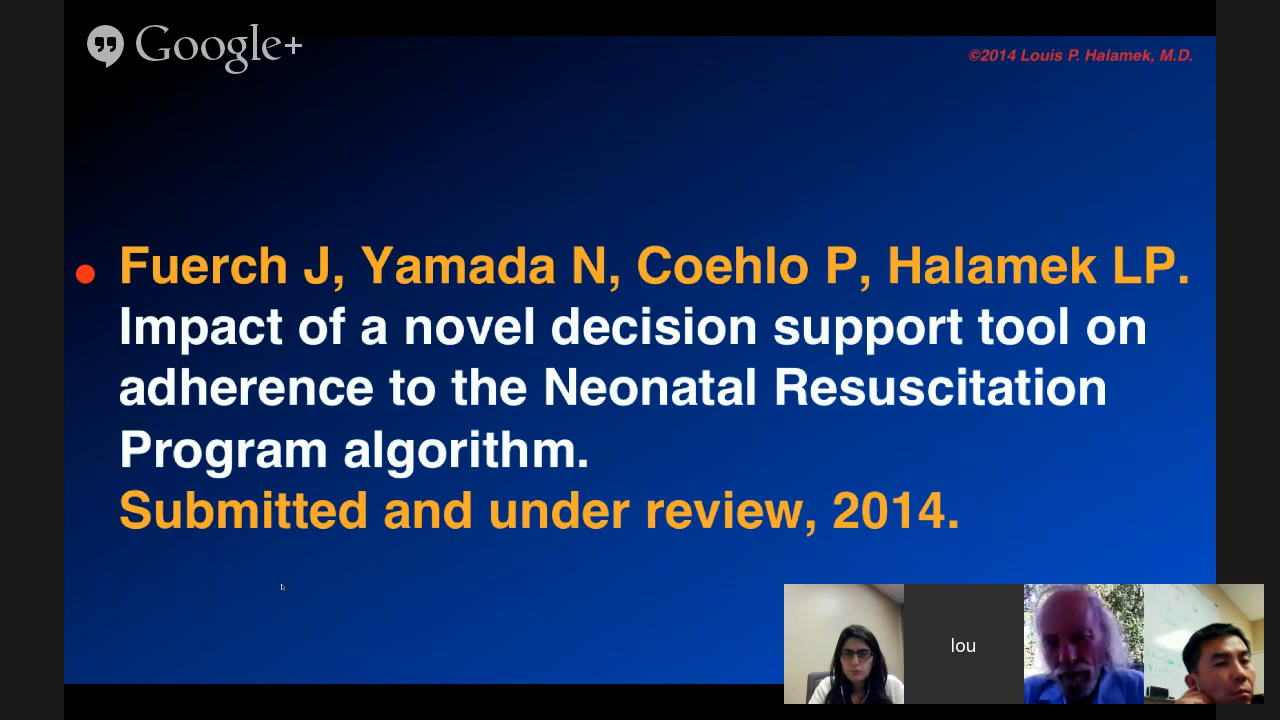 Google+
©2014 Louis P. Halamek, M.D.
Fuerch J, Yamada N, Coehlo P, Halamek LP.
Impact of a novel decision support tool on
adherence to the Neonatal Resuscitation
Program algorithm.
Submitted and under review, 2014.
lou